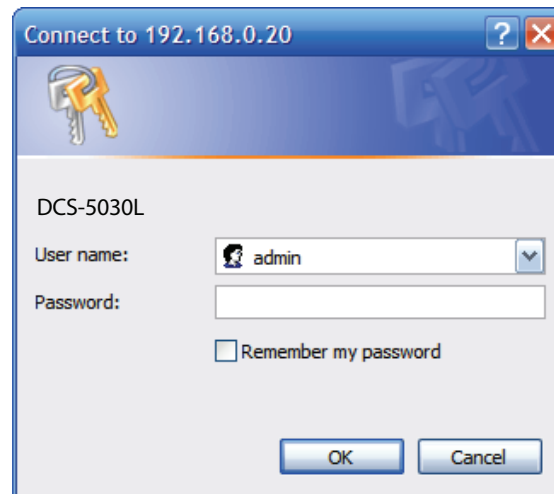 Connect to 192.168.0.20
?
DCS-5030L
User name: admin
Password:
Remember my password
OK Cancel